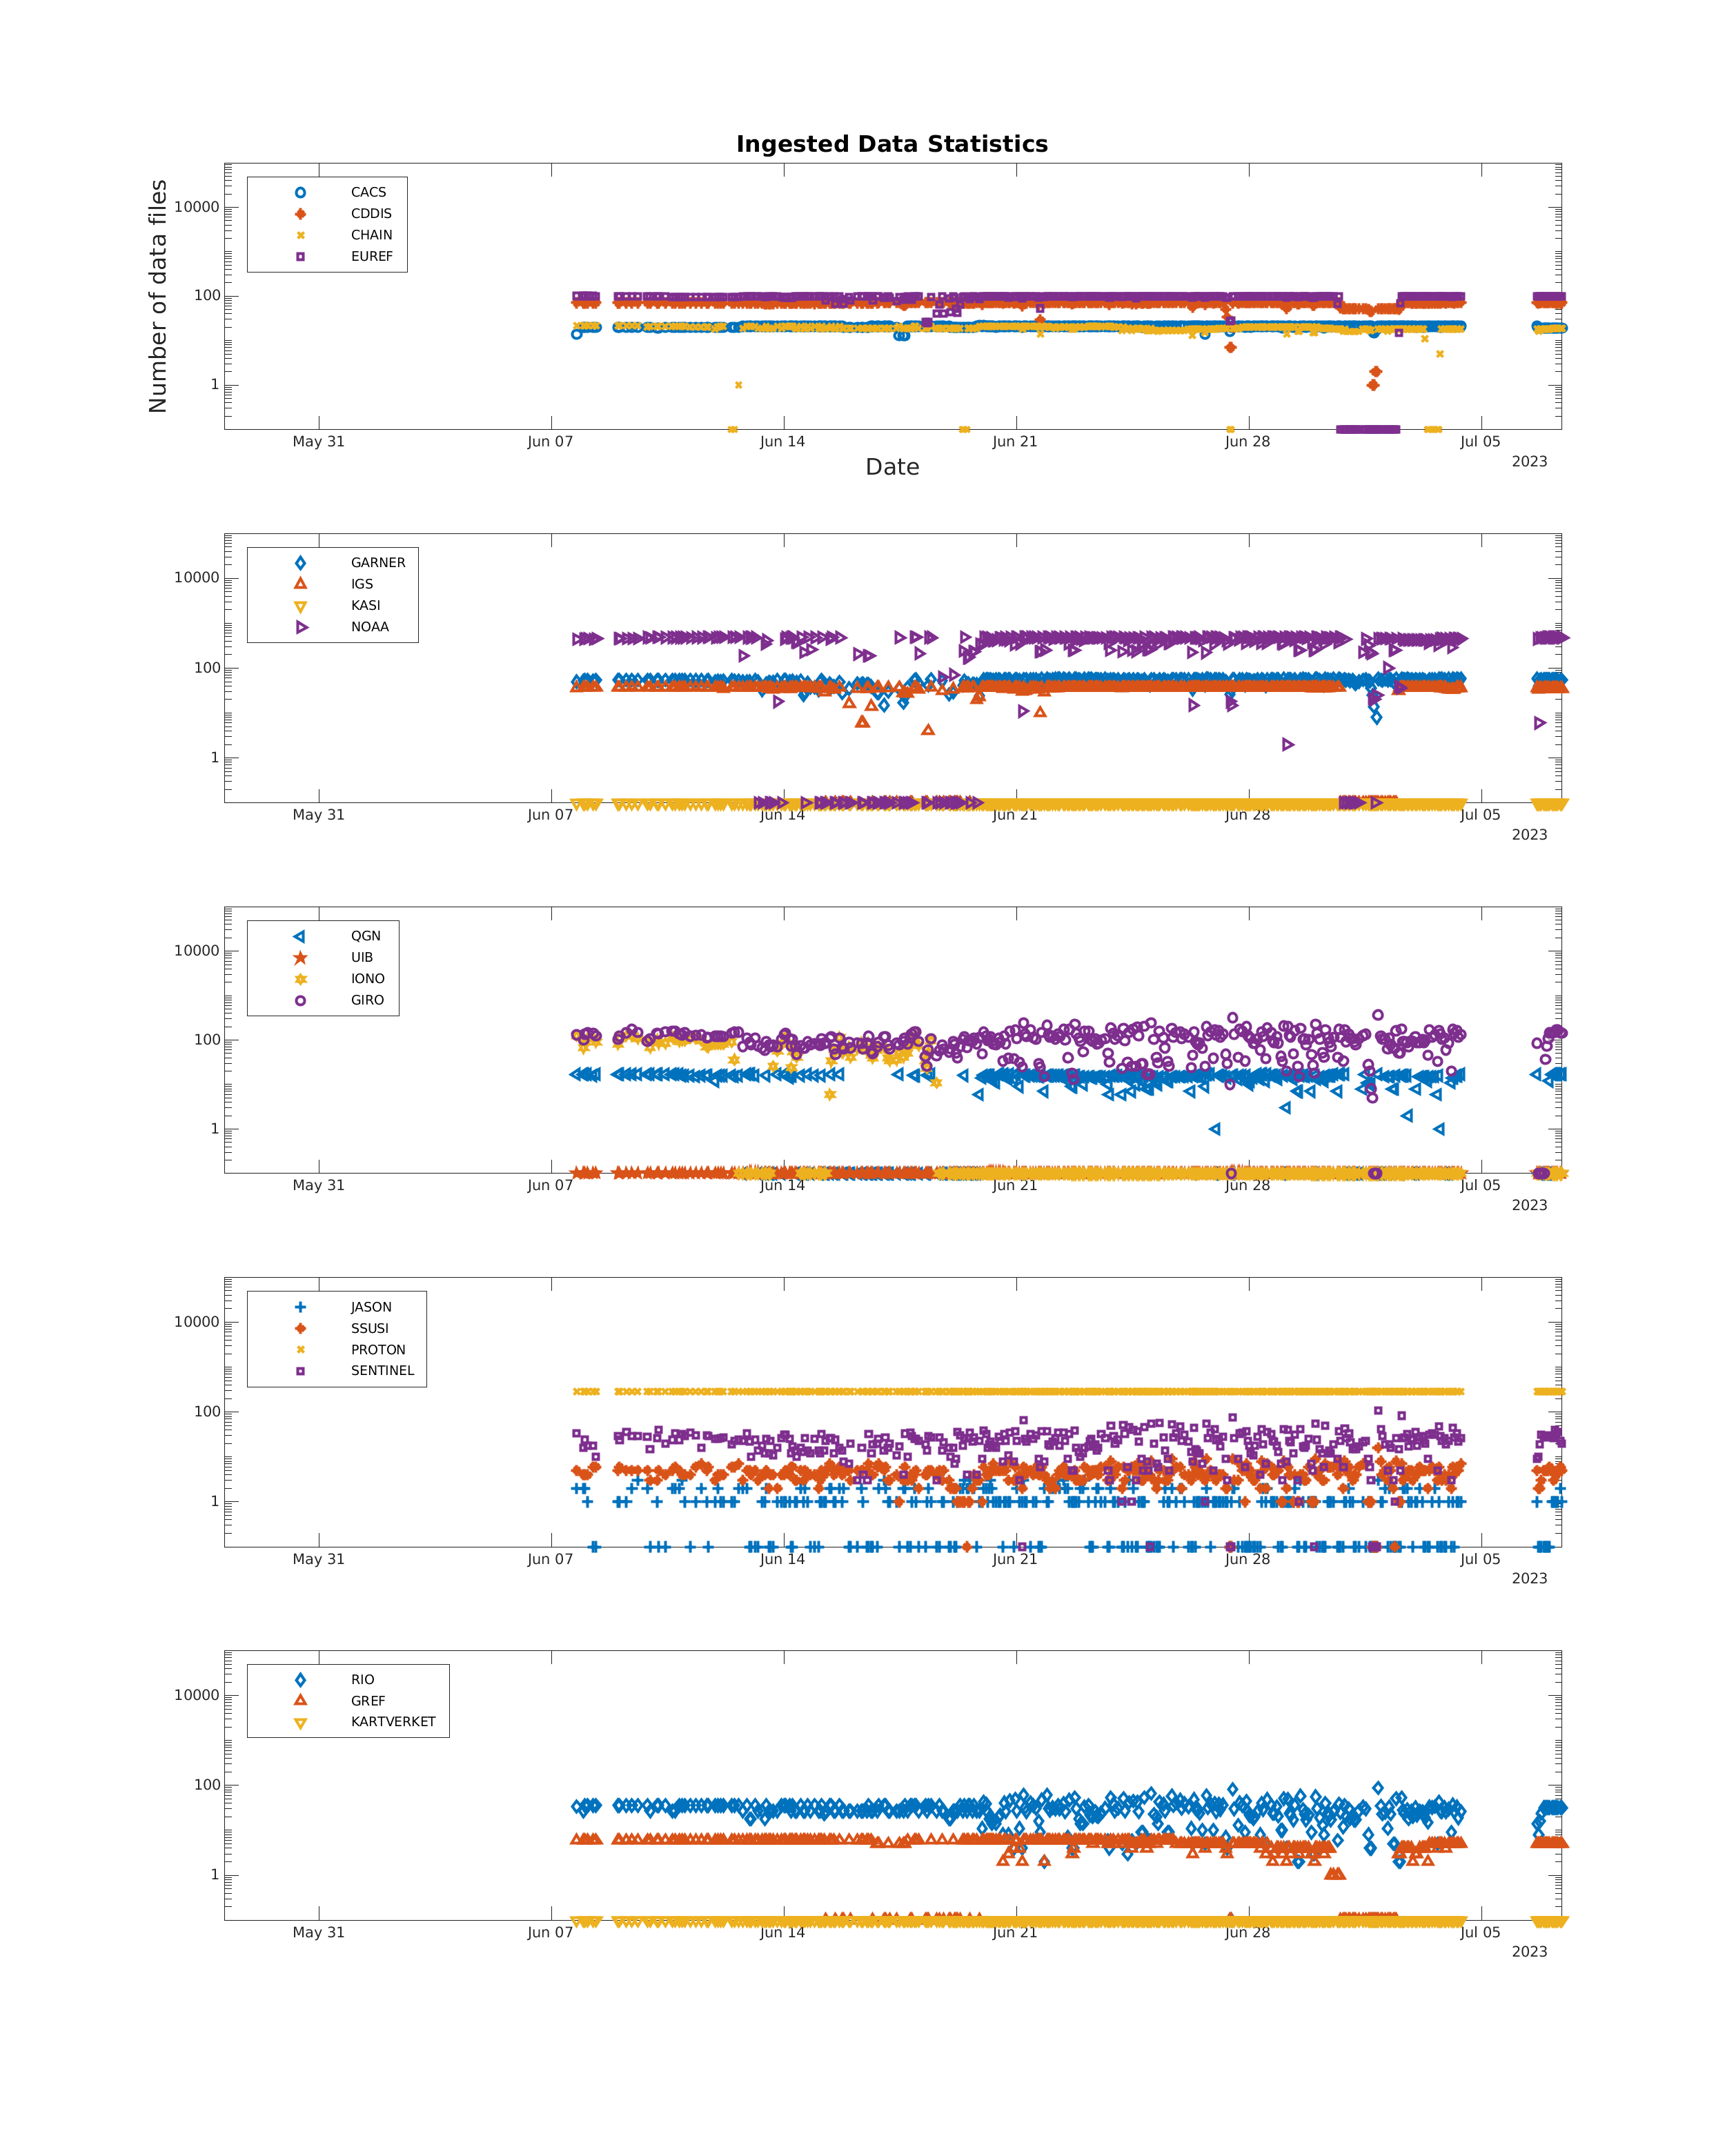 Ingested Data Statistics
Number of data files
CACS
CDDIS
CHAIN
EUREF
10000
100
1
May 31 Jun 07 Jun 14 Jun 21 Jun 28 Jul 05
2023
Date
GARNER
IGS
KASI
NOAA
10000
100
1
May 31 Jun 07 Jun 14 Jun 21 Jun 28 Jul 05
2023
QGN
UIB
IONO
GIRO
10000
100
1
May 31 Jun 07 Jun 14 Jun 21 Jun 28 Jul 05
2023
JASON
SSUSI
PROTON
SENTINEL
10000
100
1
May 31 Jun 07 Jun 14 Jun 21 Jun 28 Jul 05
2023
RIO
GREF
KARTVERKET
10000
100
1
May 31 Jun 07 Jun 14 Jun 21 Jun 28 Jul 05
2023